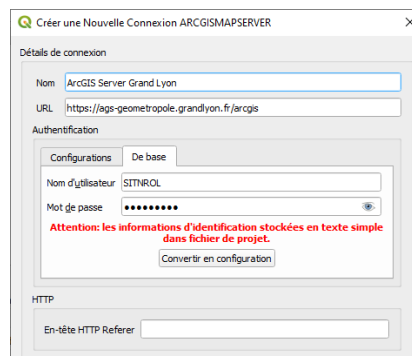 Créer une Nouvelle Connexion ARCGISMAPSERVER
Détails de connexion
Nom ArcGIS Server Grand Lyon
URL https://ags-geometropole.grandlyon.fr/arcgis
Authentification
Configurations De base
Nom d'utilisateur SITNROL
Mot de passe ●●●●●●●●●
Attention: les informations d'identification stockées en texte simple
dans fichier de projet.
Convertir en configuration
HTTP
En-tête HTTP Referer